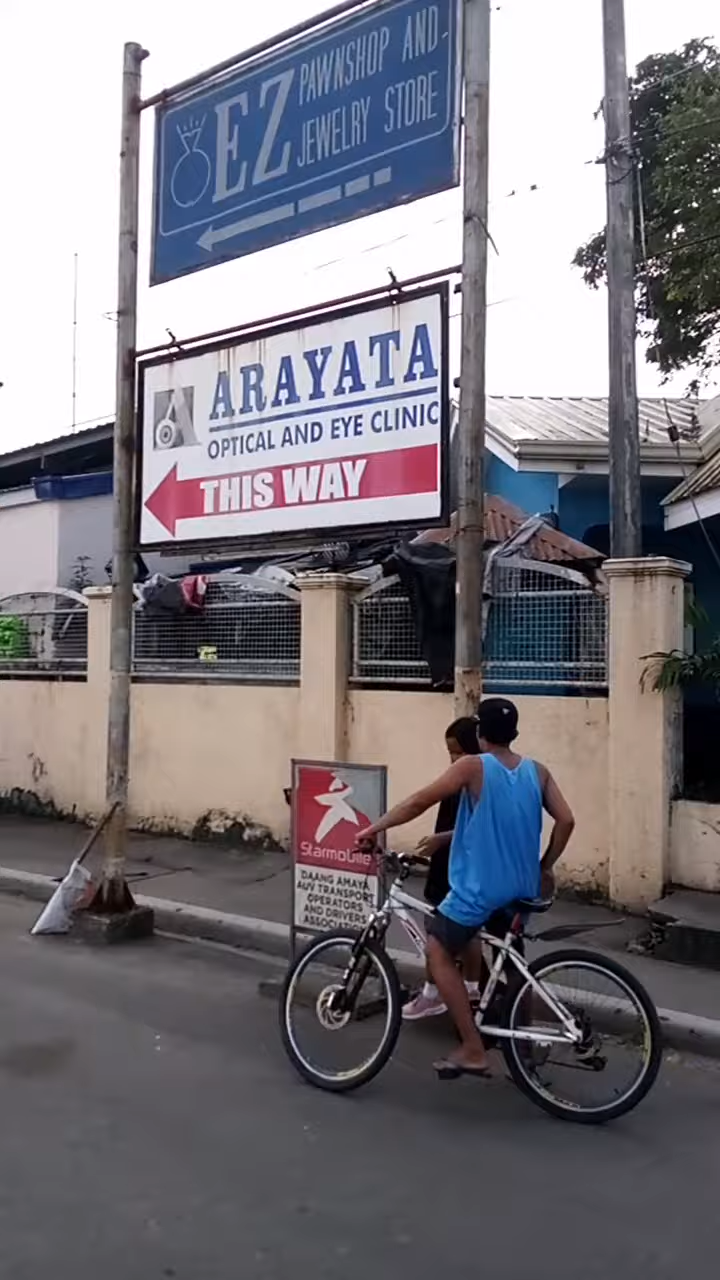 EZ
PAWNSHOP AND
JEWELRY STORE
ARAYATA
OPTICAL AND EYE CLINIC
THIS WAY
Starmobile
DAANG AMAYA
AUV TRANSPORT
OPERATORS
AND DRIVERS
ASSOCIATION